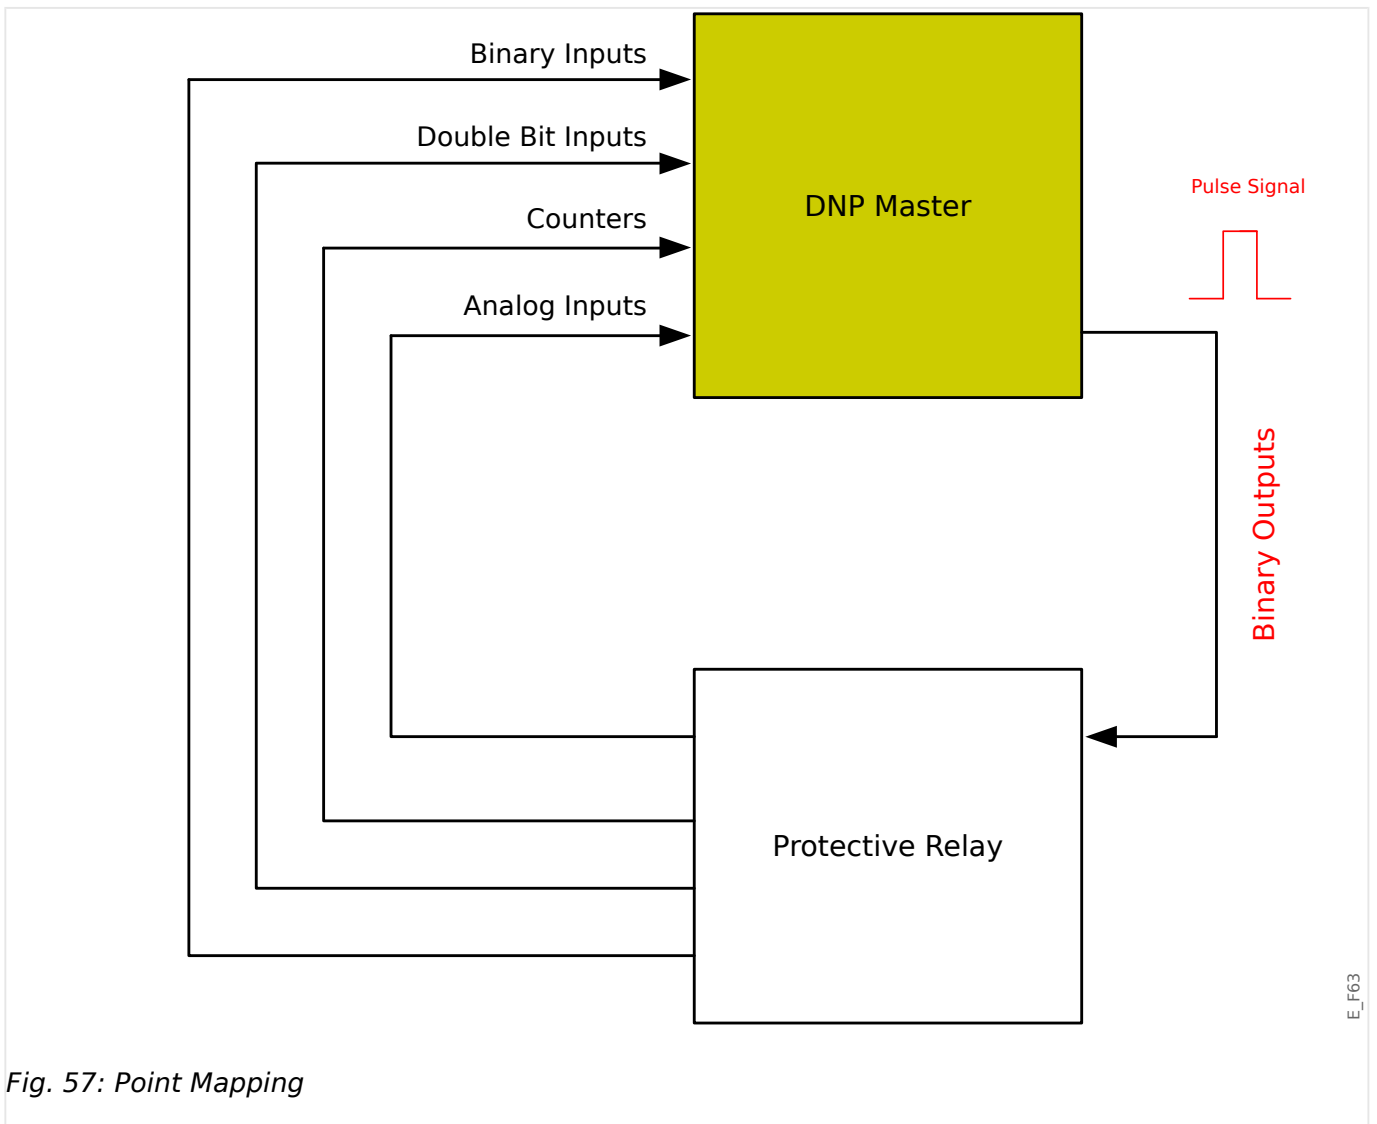 Binary Inputs
Double Bit Inputs
Counters
Analog Inputs
DNP Master
Pulse Signal
Binary Outputs
Protective Relay
E_F63
Fig. 57: Point Mapping